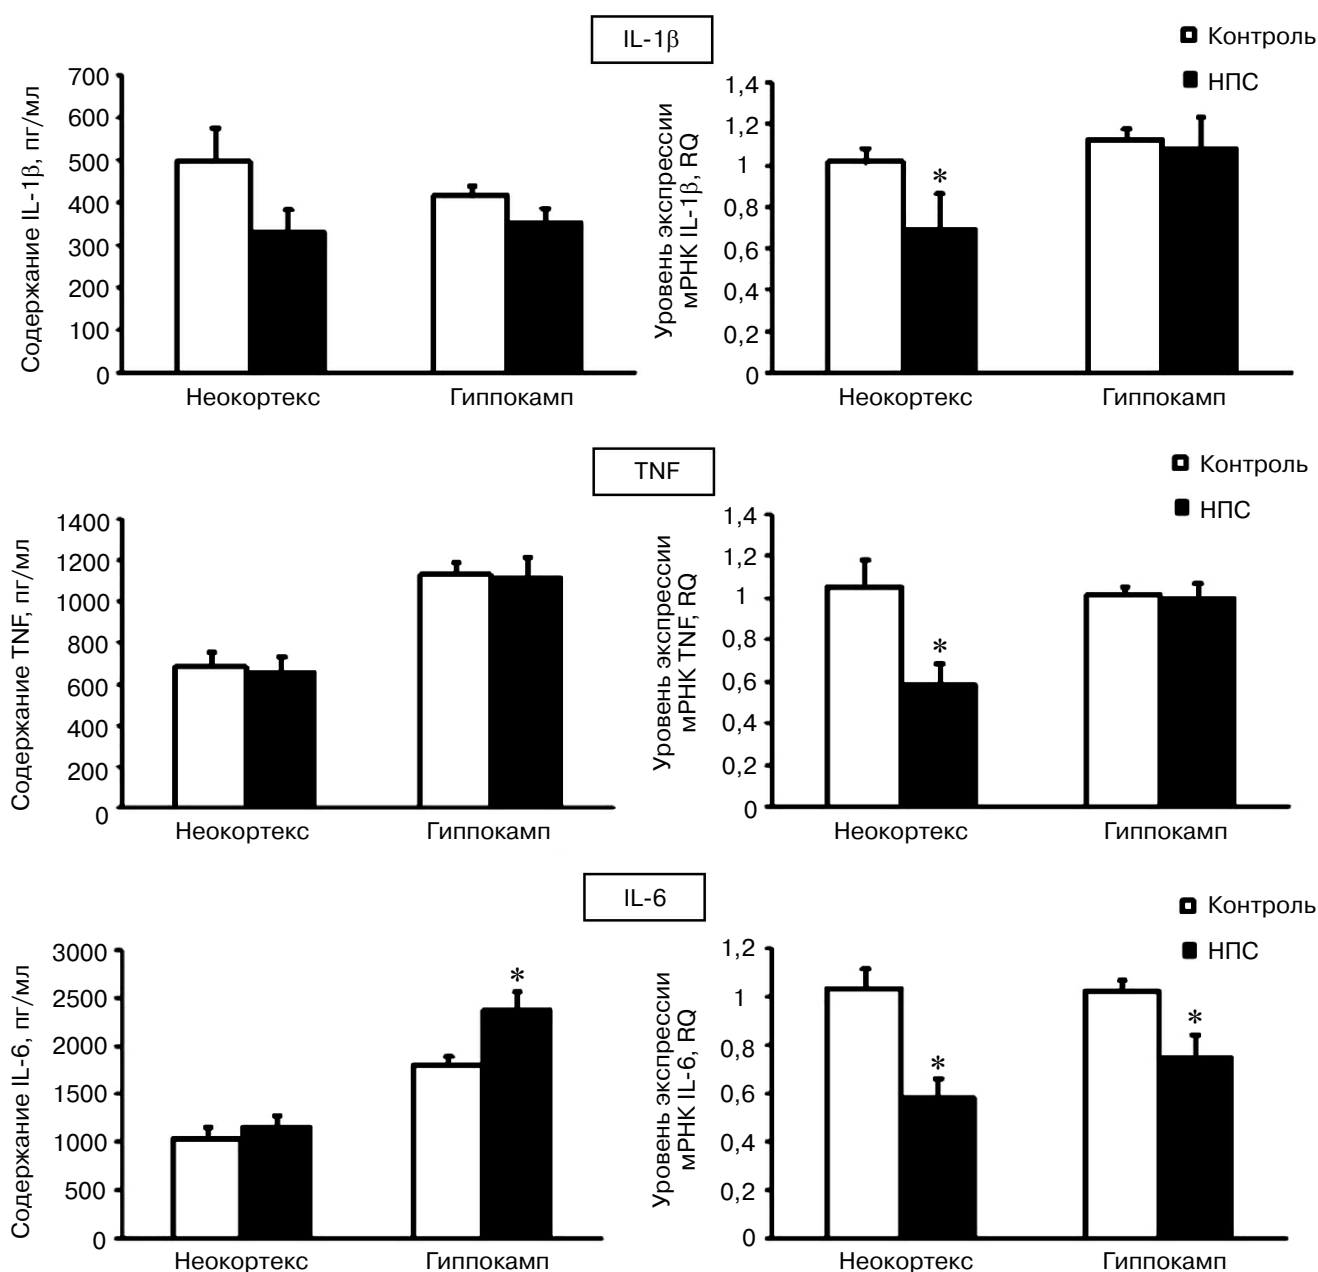 IL-1β
Контроль
НПС
Содержание IL-1β, пг/мл
700
600
500
400
300
200
100
0
Неокортекс
Гиппокамп
Уровень экспрессии
мРНК IL-1β, RQ
1,4
1,2
1
0,8
0,6
0,4
0,2
0
*
Неокортекс
Гиппокамп
TNF
Контроль
НПС
Содержание TNF, пг/мл
1400
1200
1000
800
600
400
200
0
Неокортекс
Гиппокамп
Уровень экспрессии
мРНК TNF, RQ
1,4
1,2
1
0,8
0,6
0,4
0,2
0
*
Неокортекс
Гиппокамп
IL-6
Контроль
НПС
Содержание IL-6, пг/мл
3000
2500
2000
1500
1000
500
0
*
Неокортекс
Гиппокамп
Уровень экспрессии
мРНК IL-6, RQ
1,2
1
0,8
0,6
0,4
0,2
0
*
*
Неокортекс
Гиппокамп